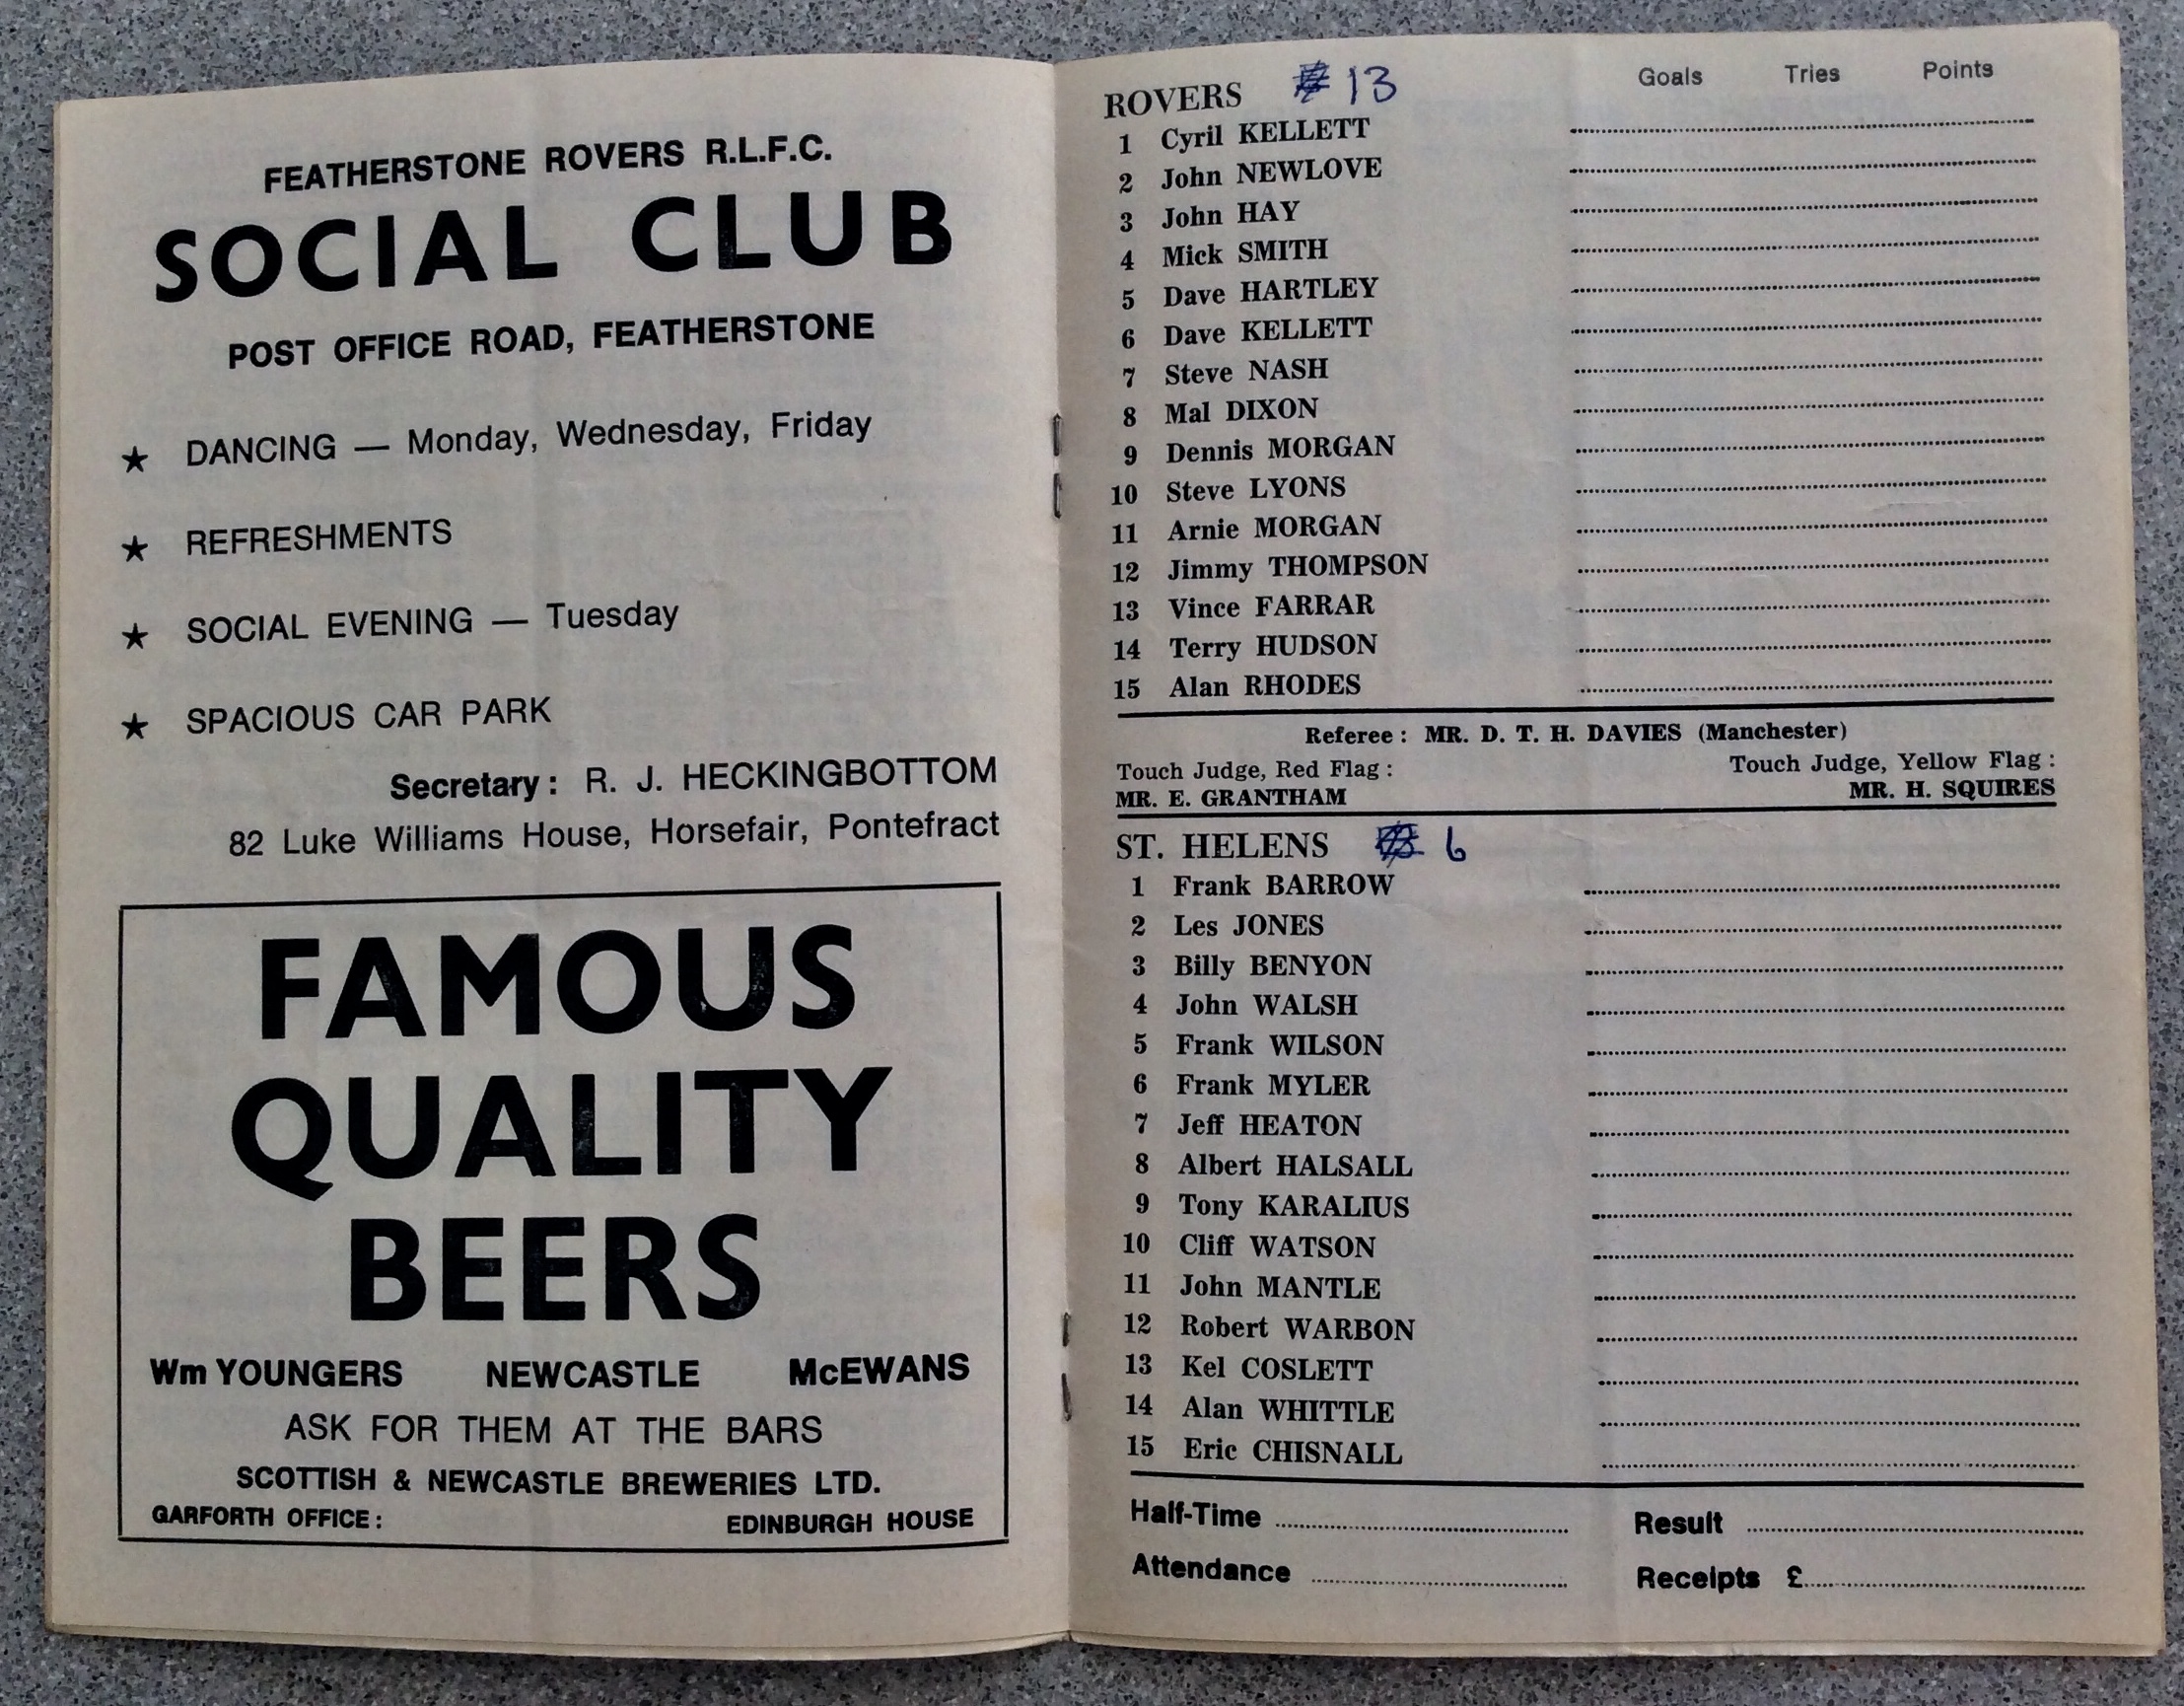 FEATHERSTONE ROVERS R.L.F.C.
SOCIAL CLUB
POST OFFICE ROAD, FEATHERSTONE
★ DANCING — Monday, Wednesday, Friday
★ REFRESHMENTS
★ SOCIAL EVENING — Tuesday
★ SPACIOUS CAR PARK
Secretary : R. J. HECKINGBOTTOM
82 Luke Williams House, Horsefair, Pontefract
FAMOUS
QUALITY
BEERS
Wm YOUNGERS NEWCASTLE McEWANS
ASK FOR THEM AT THE BARS
SCOTTISH & NEWCASTLE BREWERIES LTD.
GARFORTH OFFICE : EDINBURGH HOUSE
ROVERS 13 Goals Tries Points
1 Cyril KELLETT
2 John NEWLOVE
3 John HAY
4 Mick SMITH
5 Dave HARTLEY
6 Dave KELLETT
7 Steve NASH
8 Mal DIXON
9 Dennis MORGAN
10 Steve LYONS
11 Arnie MORGAN
12 Jimmy THOMPSON
13 Vince FARRAR
14 Terry HUDSON
15 Alan RHODES
Referee : MR. D. T. H. DAVIES (Manchester)
Touch Judge, Red Flag : Touch Judge, Yellow Flag :
MR. E. GRANTHAM MR. H. SQUIRES
ST. HELENS 6
1 Frank BARROW
2 Les JONES
3 Billy BENYON
4 John WALSH
5 Frank WILSON
6 Frank MYLER
7 Jeff HEATON
8 Albert HALSALL
9 Tony KARALIUS
10 Cliff WATSON
11 John MANTLE
12 Robert WARBON
13 Kel COSLETT
14 Alan WHITTLE
15 Eric CHISNALL
Half-Time Result
Attendance Receipts £